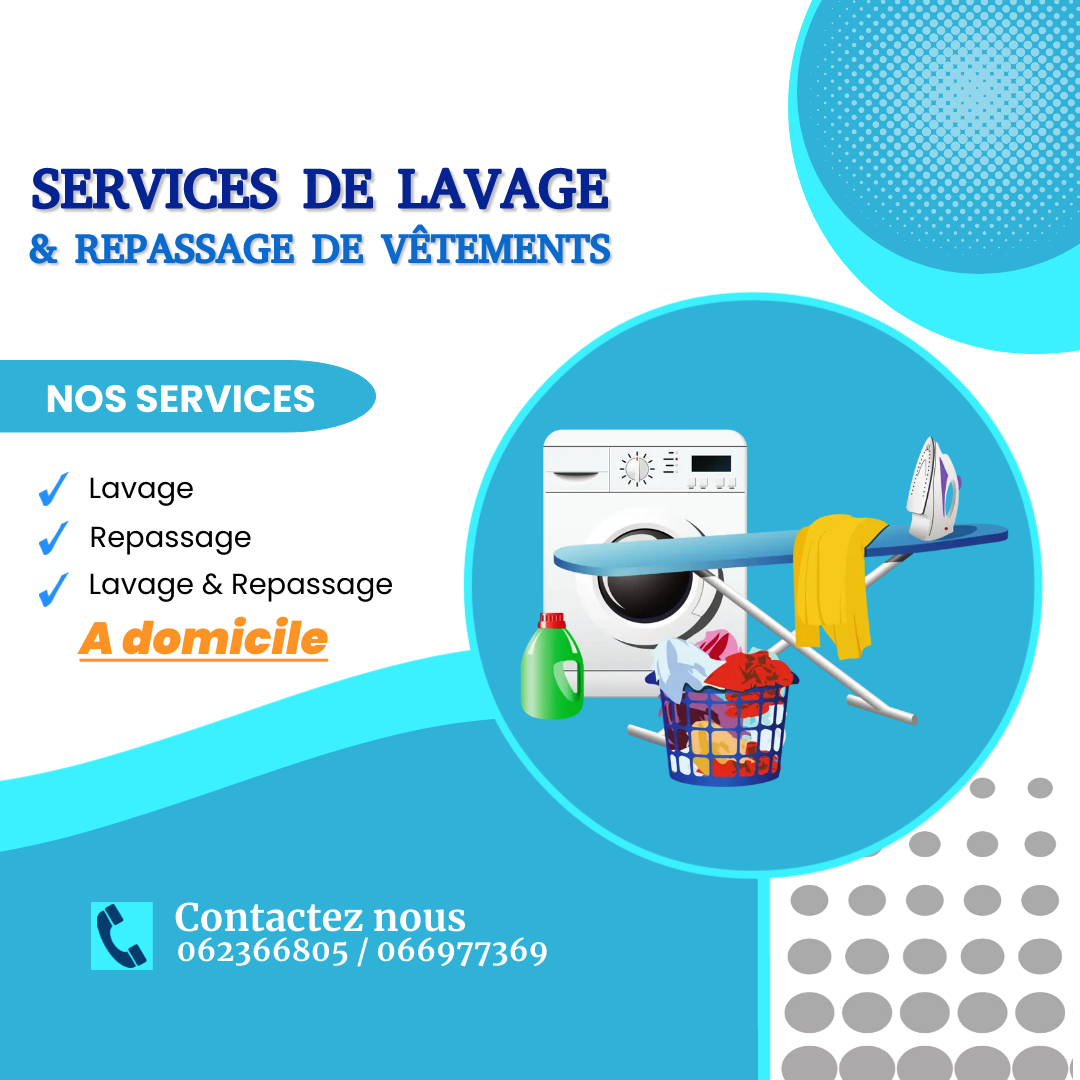 SERVICES DE LAVAGE
& REPASSAGE DE VÊTEMENTS
NOS SERVICES
Lavage
Repassage
Lavage & Repassage
A domicile
Contactez nous
062366805 / 066977369